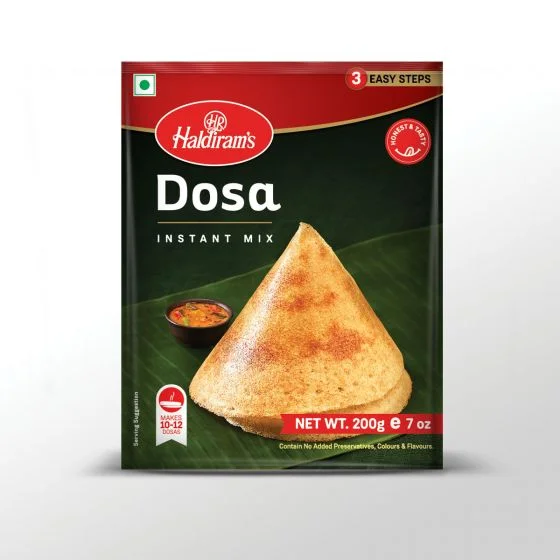 3 EASY STEPS
HR
Haldiram's
HONEST & TASTY
Dosa
INSTANT MIX
MAKES
10-12
DOSAS
Serving Suggestion
NET WT. 200g e 7 oz
Contain No Added Preservatives, Colours & Flavours.